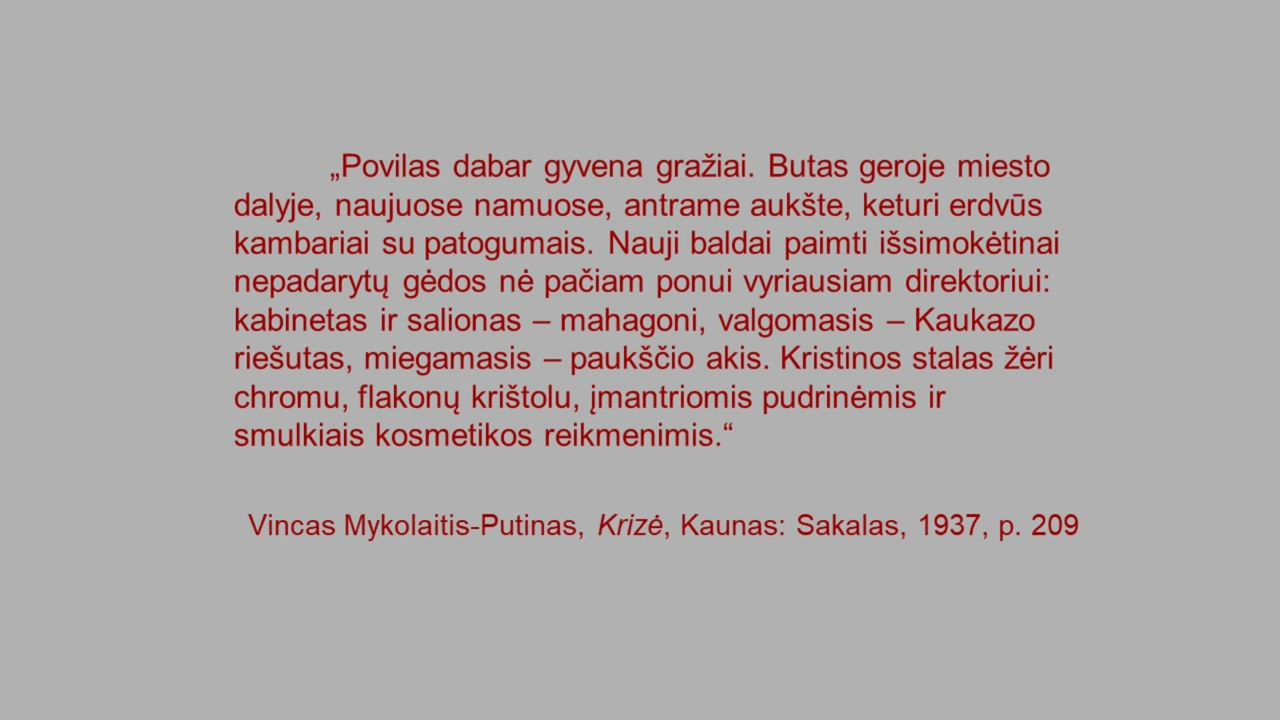 „Povilas dabar gyvena gražiai. Butas geroje miesto
dalyje, naujuose namuose, antrame aukšte, keturi erdvūs
kambariai su patogumais. Nauji baldai paimti išsimokėtinai
nepadarytų gėdos nė pačiam ponui vyriausiam direktoriui:
kabinetas ir salionas – mahagoni, valgomasis – Kaukazo
riešutas, miegamasis – paukščio akis. Kristinos stalas žėri
chromu, flakonų krištolu, įmantriomis pudrinėmis ir
smulkiais kosmetikos reikmenimis.“
Vincas Mykolaitis-Putinas, Krizė, Kaunas: Sakalas, 1937, p. 209